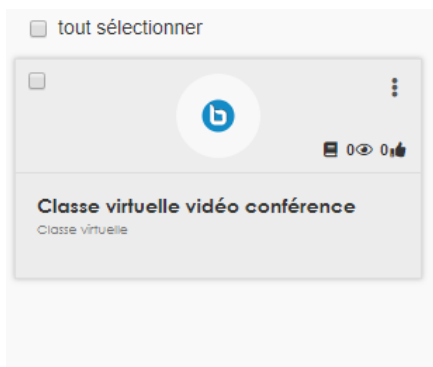 tout sélectionner
b
0 0
Classe virtuelle vidéo conférence
Classe virtuelle